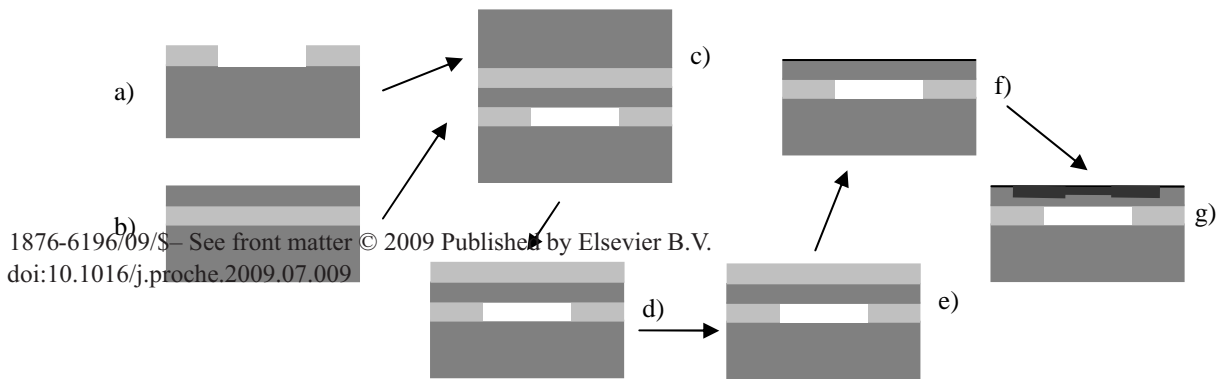 c)
a)
f)
b)
g)
1876-6196/09/$– See front matter © 2009 Published by Elsevier B.V.
doi:10.1016/j.proche.2009.07.009
d)
e)